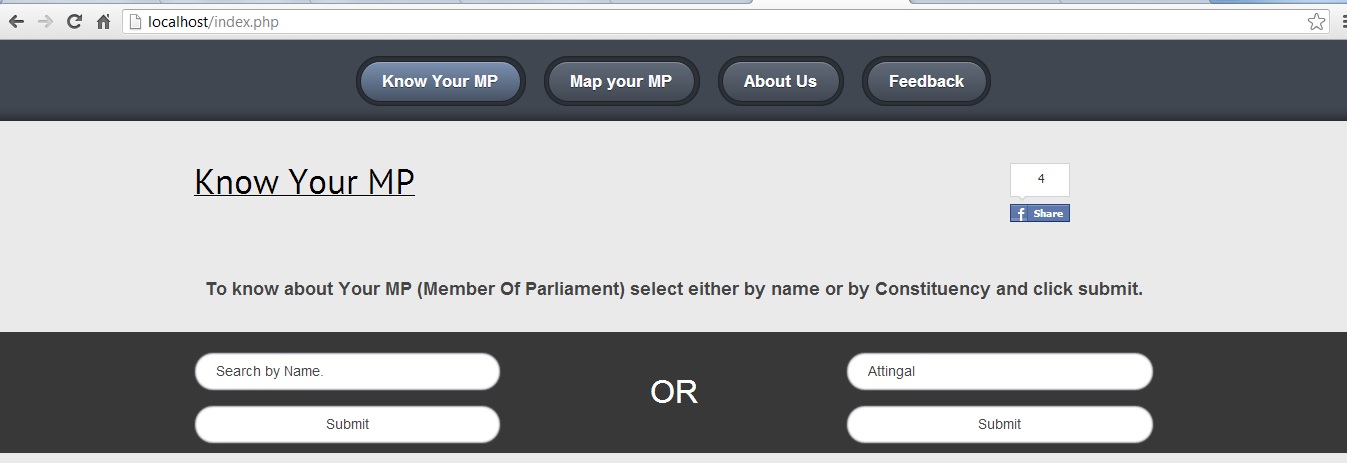 localhost/index.php
Know Your MP Map your MP About Us Feedback
Know Your MP
4
f Share
To know about Your MP (Member Of Parliament) select either by name or by Constituency and click submit.
Search by Name.
OR
Attingal
Submit
Submit